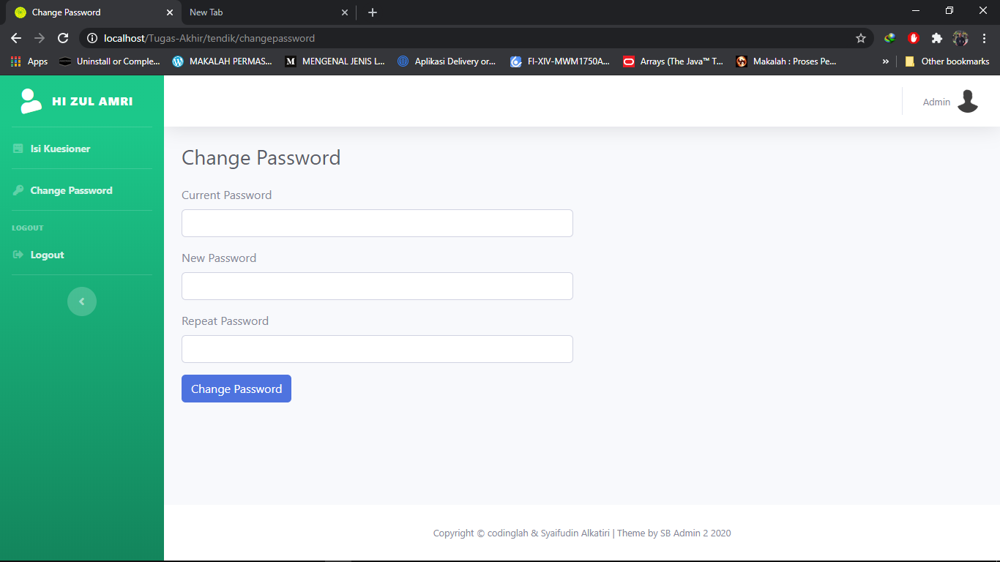 Change Password
New Tab
localhost/Tugas-Akhir/tendik/changepassword
Apps
Uninstall or Comple...
MAKALAH PERMAS...
MENGENAL JENIS L...
Aplikasi Delivery or...
FI-XIV-MWM1750A...
Arrays (The Java™ T...
Makalah : Proses Pe...
»
Other bookmarks
HI ZUL AMRI
Admin
Isi Kuesioner
Change Password
LOGOUT
Logout
Change Password
Current Password
New Password
Repeat Password
Change Password
Copyright © codinglah & Syaifudin Alkatiri | Theme by SB Admin 2 2020